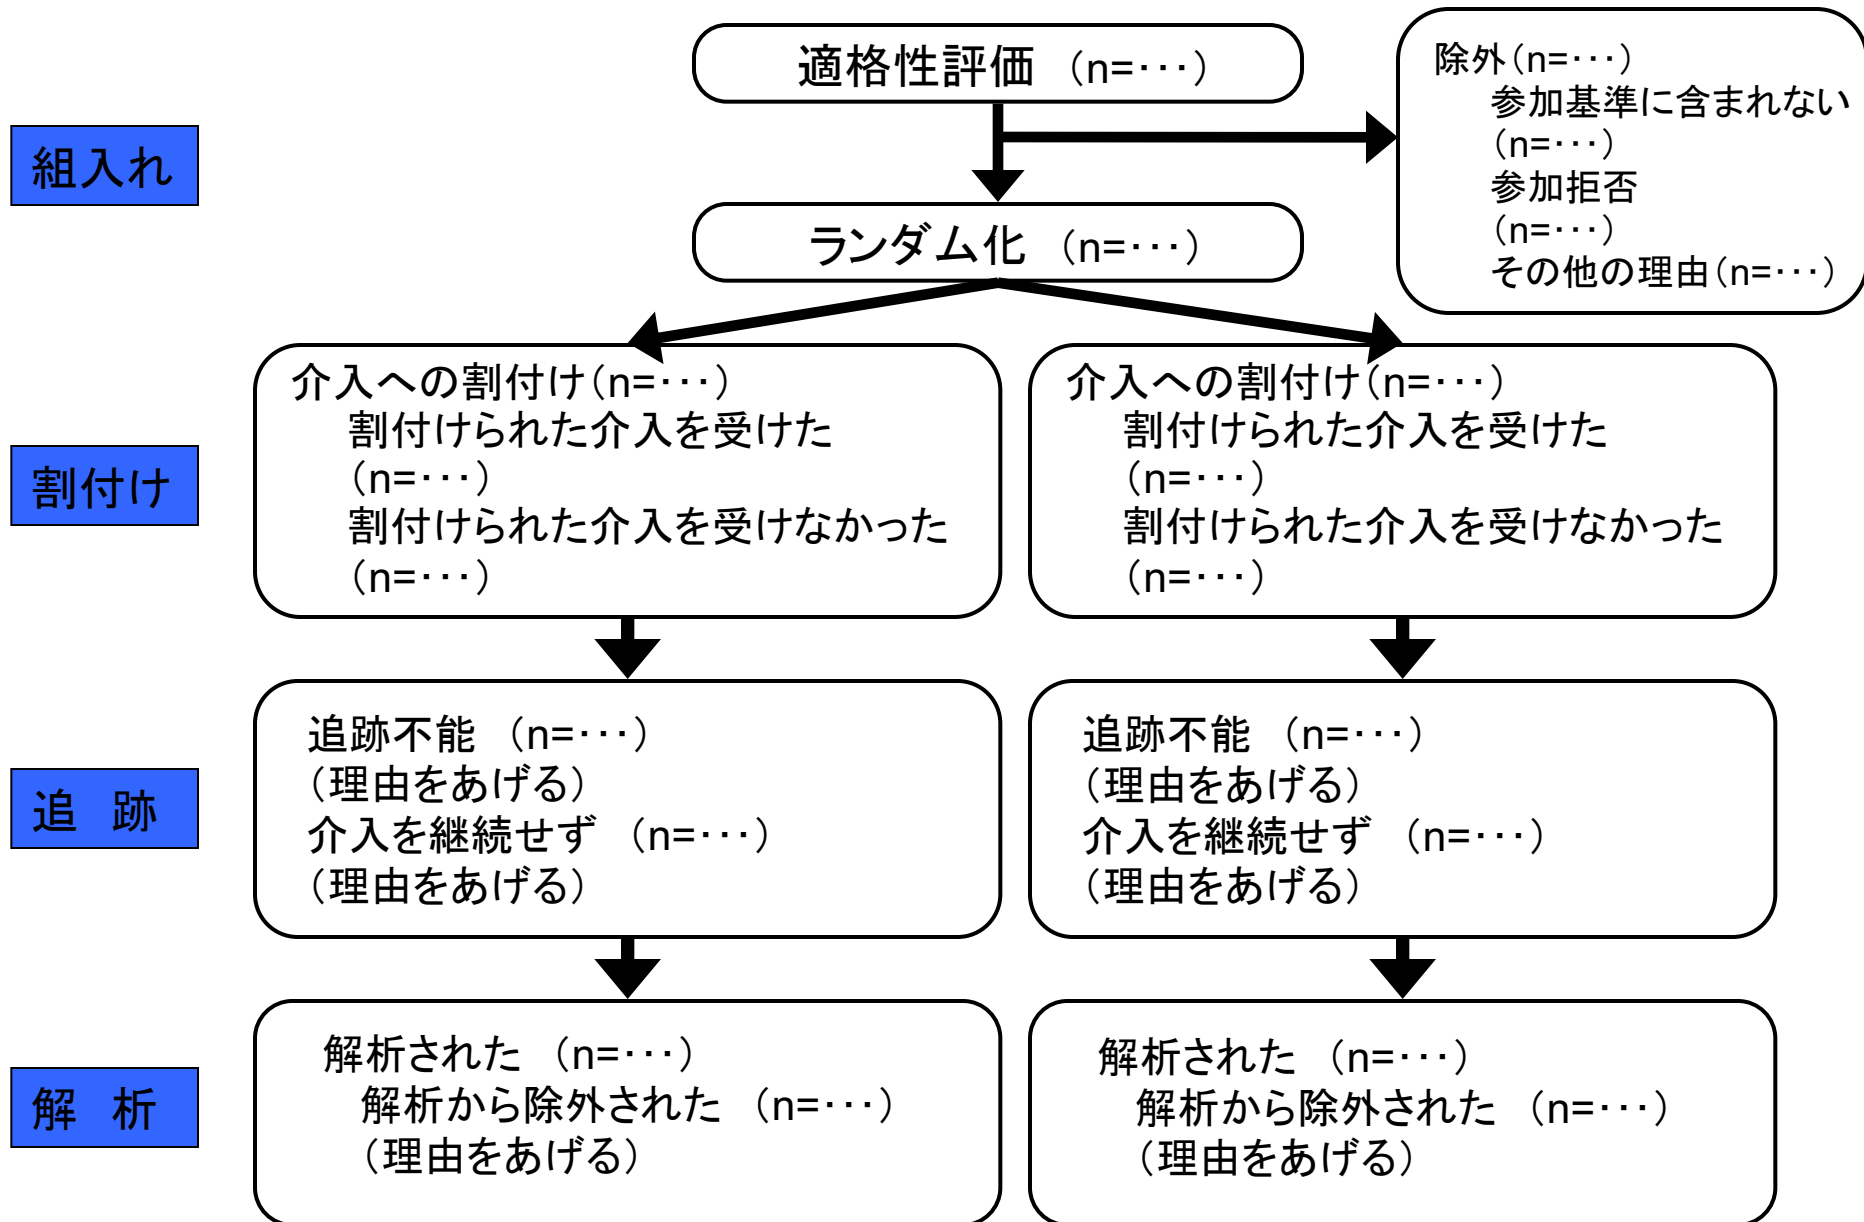 適格性評価 （n=･･･）
除外（n=･･･）
参加基準に含まれない
（n=･･･）
参加拒否
（n=･･･）
その他の理由（n=･･･）
組入れ
ランダム化 （n=･･･）
割付け
介入への割付け（n=･･･）
割付けられた介入を受けた
（n=･･･）
割付けられた介入を受けなかった
（n=･･･）
介入への割付け（n=･･･）
割付けられた介入を受けた
（n=･･･）
割付けられた介入を受けなかった
（n=･･･）
追　跡
追跡不能 （n=･･･）
（理由をあげる）
介入を継続せず （n=･･･）
（理由をあげる）
追跡不能 （n=･･･）
（理由をあげる）
介入を継続せず （n=･･･）
（理由をあげる）
解　析
解析された （n=･･･）
解析から除外された （n=･･･）
（理由をあげる）
解析された （n=･･･）
解析から除外された （n=･･･）
（理由をあげる）